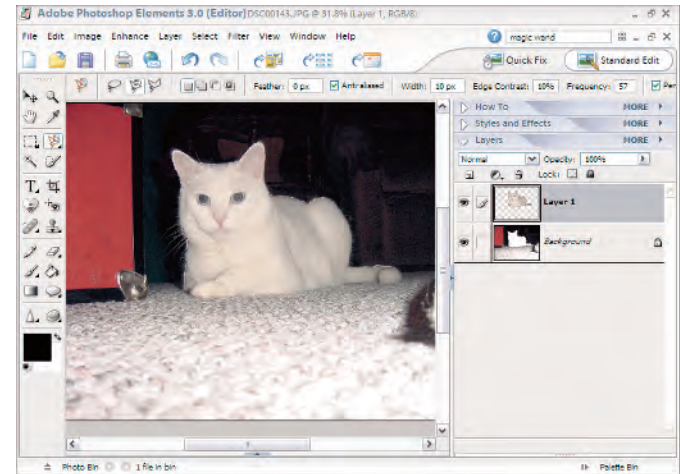 Adobe Photoshop Elements 3.0 (Editor) DSC00143.JPG @ 31.8% (Layer 1, RGB/8)
File Edit Image Enhance Layer Select Filter View Window Help magic wand
Quick Fix Standard Edit
Feather: 0 px Antialiased Width: 10 px Edge Contrast: 10% Frequency: 57 Pen
How To MORE
Styles and Effects MORE
Layers MORE
Normal Opacity: 100%
Lock:
Layer 1
Background
Photo Bin 1 file in bin Palette Bin